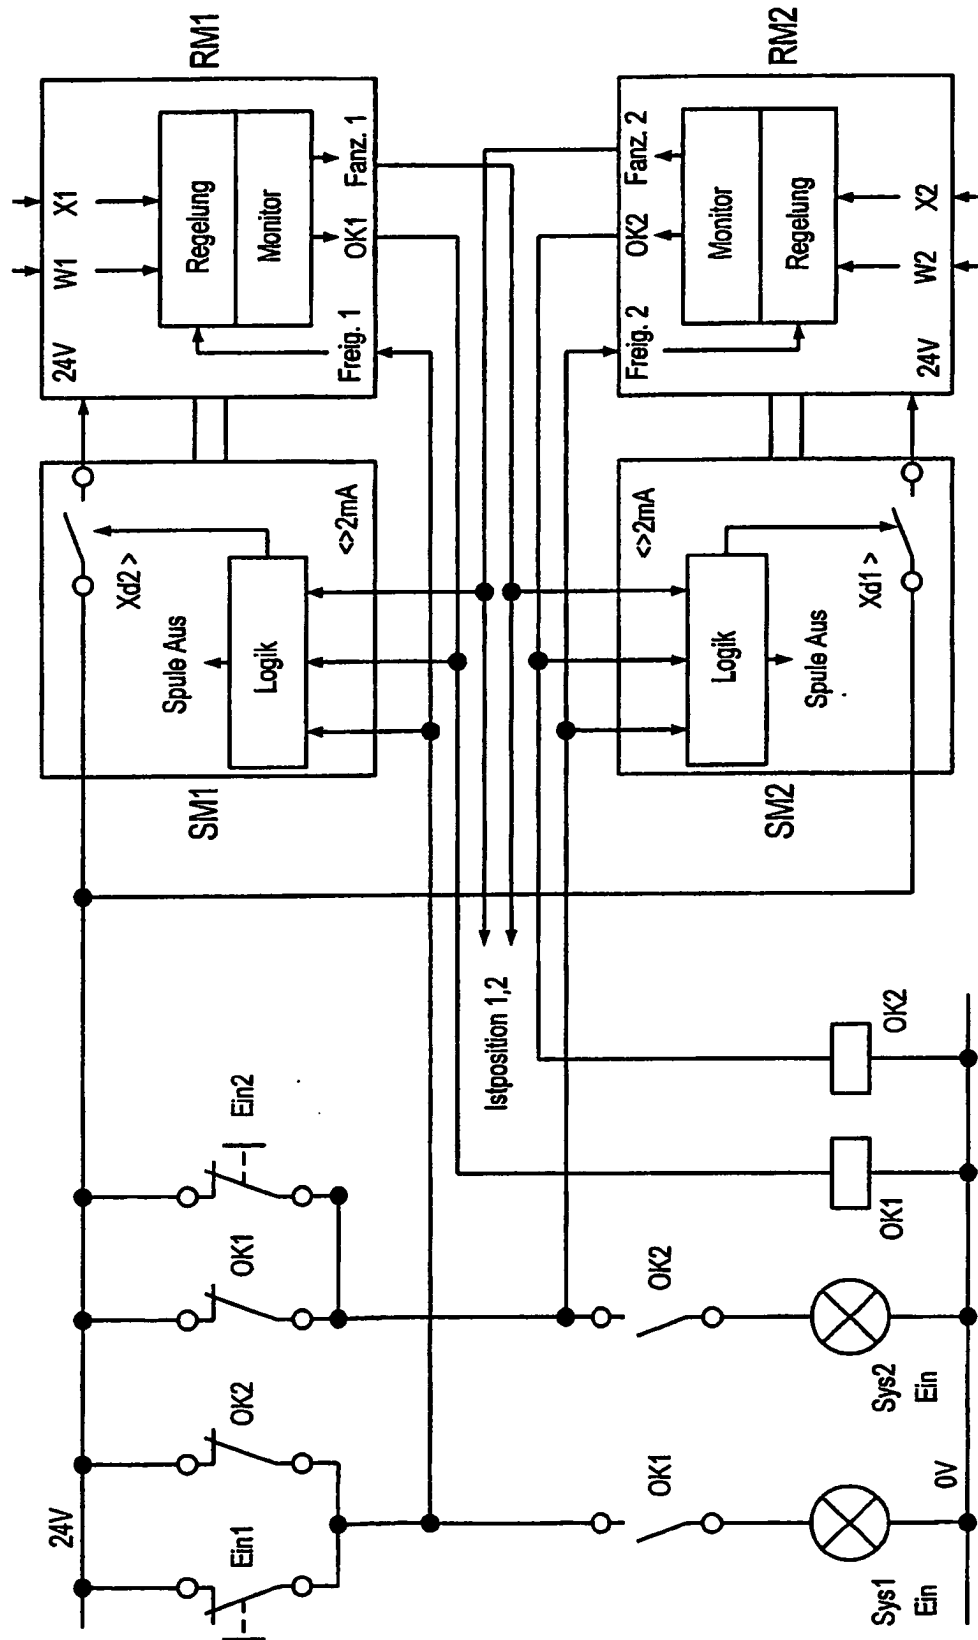 24V
Ein1
OK2
OK1
Ein2
OK1
Sys1
Ein
OK2
Sys2
Ein
0V
OK1
OK2
Istposition 1,2
SM1
Spule Aus
Logik
Xd2 >
<>2mA
RM1
24V
W1
X1
Regelung
Monitor
Freig. 1
OK1
Fanz. 1
SM2
<>2mA
Logik
Spule Aus
Xd1 >
RM2
Freig. 2
OK2
Fanz. 2
Monitor
Regelung
24V
W2
X2